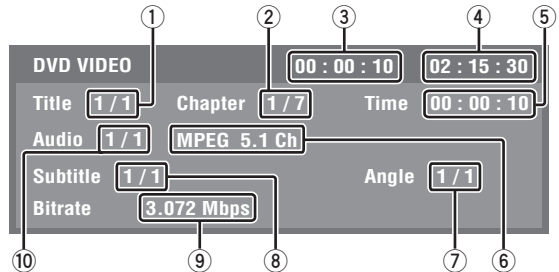 ① ② ③ ④ ⑤
DVD VIDEO 00 : 00 : 10 02 : 15 : 30
Title 1 / 1 Chapter 1 / 7 Time 00 : 00 : 10
Audio 1 / 1 MPEG 5.1 Ch
Subtitle 1 / 1 Angle 1 / 1
Bitrate 3.072 Mbps
⑩ ⑨ ⑧ ⑦ ⑥